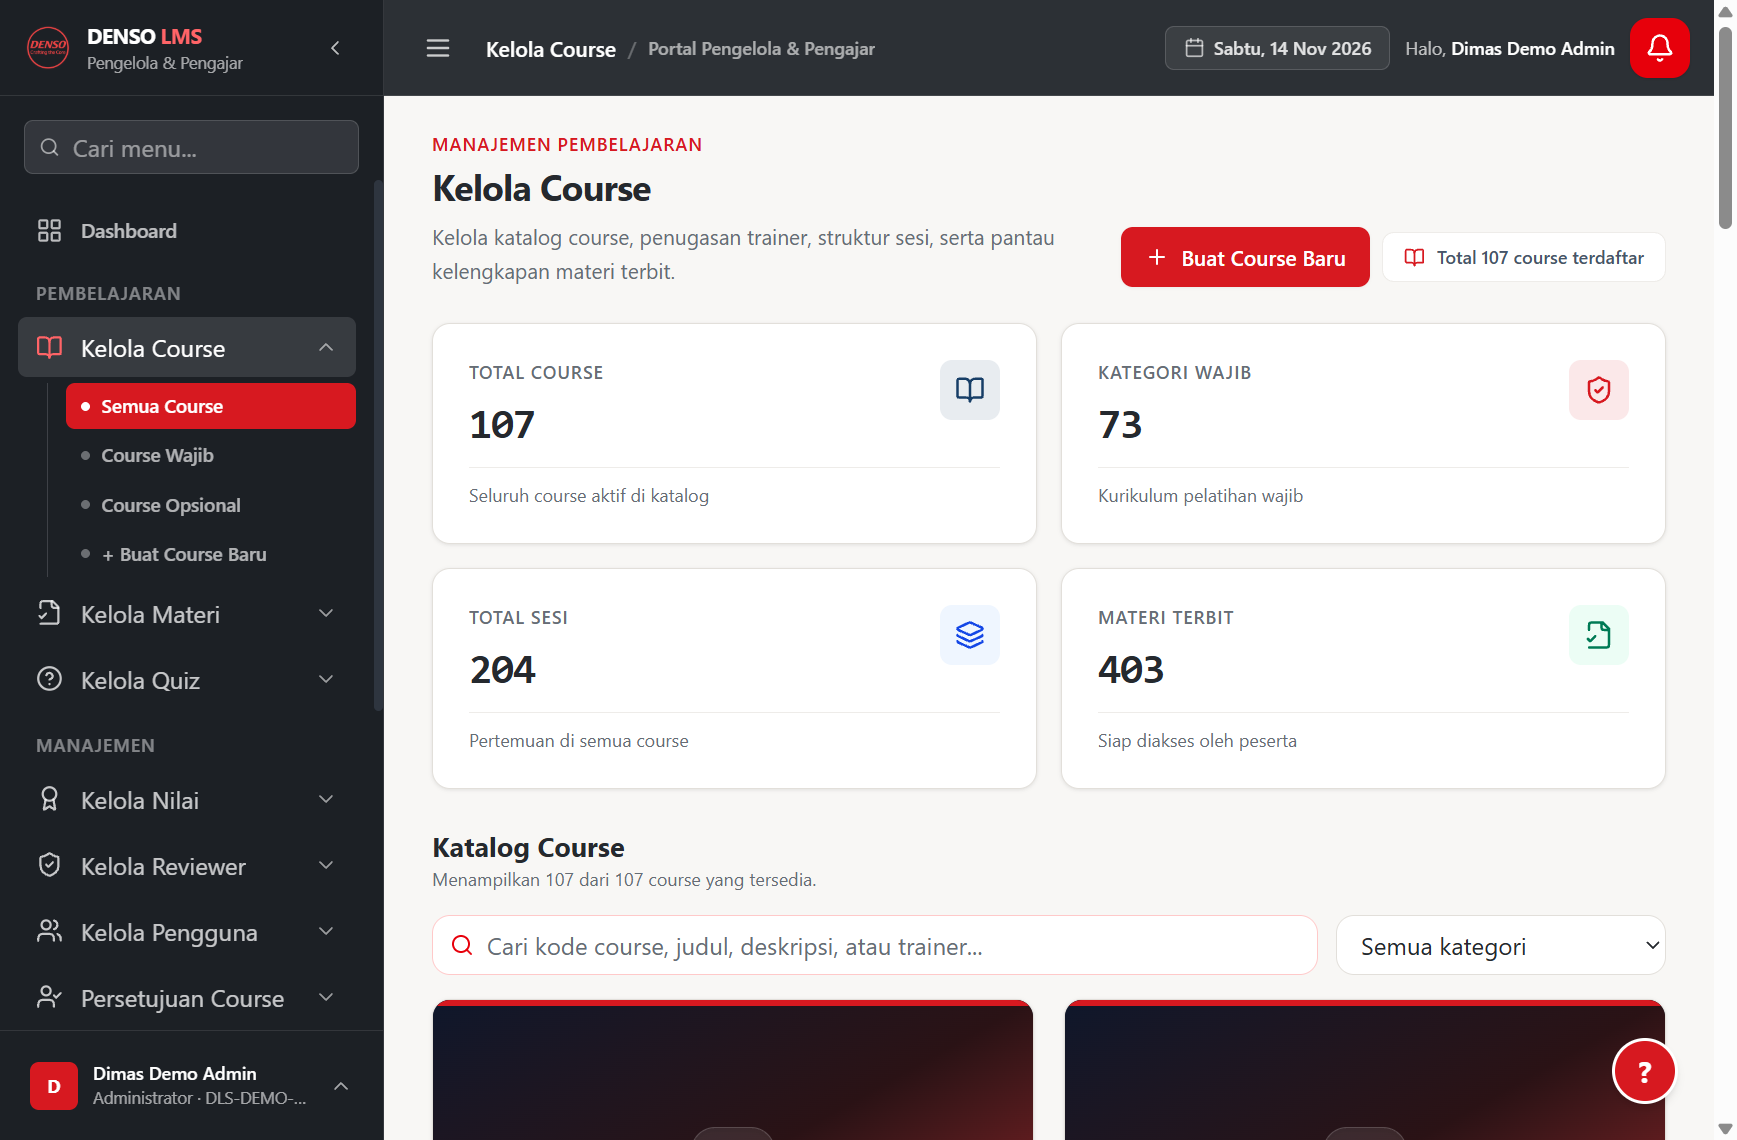 DENSO
Crafting the Core
DENSO LMS
Pengelola & Pengajar
Cari menu...
Dashboard
PEMBELAJARAN
Kelola Course
Semua Course
Course Wajib
Course Opsional
+ Buat Course Baru
Kelola Materi
Kelola Quiz
MANAJEMEN
Kelola Nilai
Kelola Reviewer
Kelola Pengguna
Persetujuan Course
D
Dimas Demo Admin
Administrator · DLS-DEMO-...
Kelola Course / Portal Pengelola & Pengajar
Sabtu, 14 Nov 2026
Halo, Dimas Demo Admin
MANAJEMEN PEMBELAJARAN
Kelola Course
Kelola katalog course, penugasan trainer, struktur sesi, serta pantau
kelengkapan materi terbit.
+ Buat Course Baru
Total 107 course terdaftar
TOTAL COURSE
107
Seluruh course aktif di katalog
KATEGORI WAJIB
73
Kurikulum pelatihan wajib
TOTAL SESI
204
Pertemuan di semua course
MATERI TERBIT
403
Siap diakses oleh peserta
Katalog Course
Menampilkan 107 dari 107 course yang tersedia.
Cari kode course, judul, deskripsi, atau trainer...
Semua kategori
?